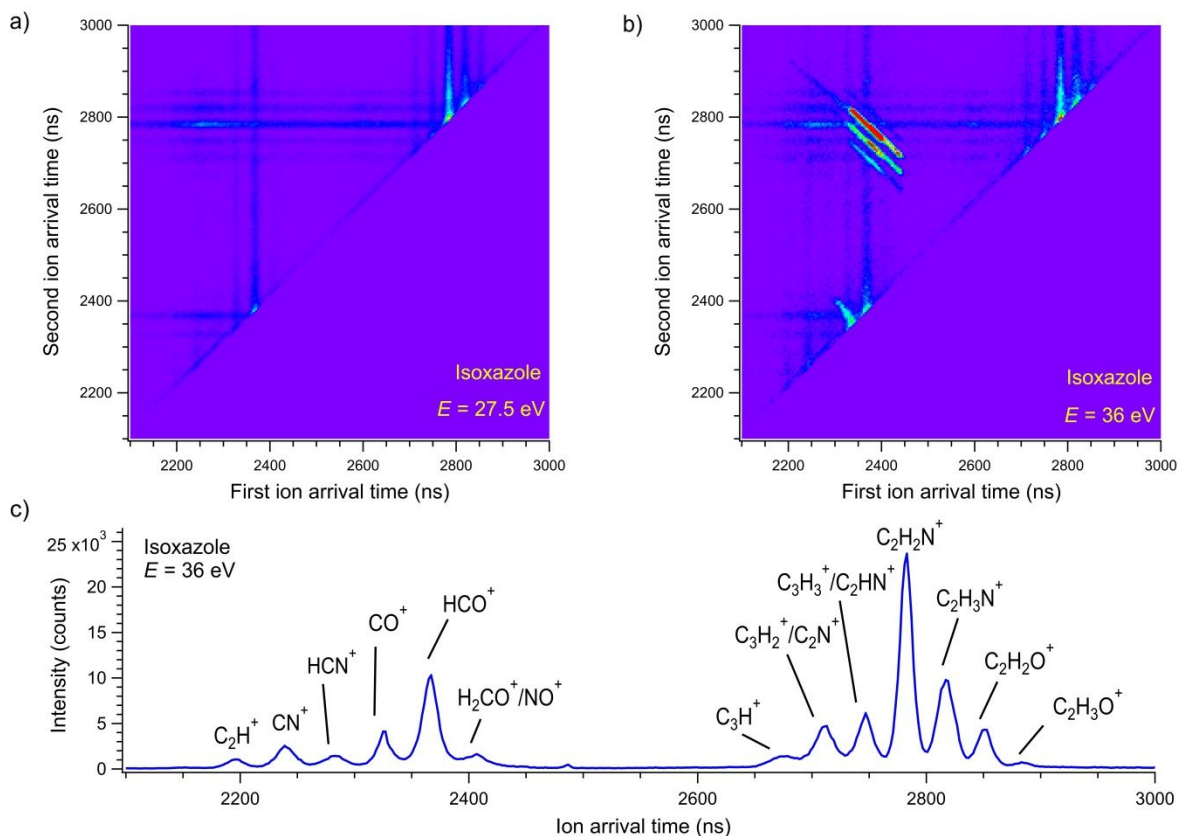 a)
3000
2800
2600
2400
2200
Second ion arrival time (ns)
2200
2400
2600
2800
3000
First ion arrival time (ns)
Isoxazole
E = 27.5 eV
b)
3000
2800
2600
2400
2200
Second ion arrival time (ns)
2200
2400
2600
2800
3000
First ion arrival time (ns)
Isoxazole
E = 36 eV
c)
25 x10³
20
15
10
5
0
Intensity (counts)
Isoxazole
E = 36 eV
C₂H⁺
CN⁺
HCN⁺
CO⁺
HCO⁺
H₂CO⁺/NO⁺
C₃H⁺
C₃H₂⁺/C₂N⁺
C₃H₃⁺/C₂HN⁺
C₂H₂N⁺
C₂H₃N⁺
C₂H₂O⁺
C₂H₃O⁺
2200
2400
2600
2800
3000
Ion arrival time (ns)